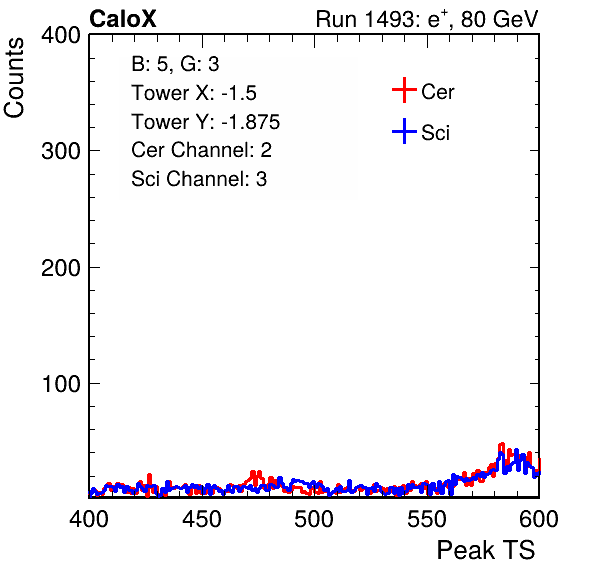 CaloX Run 1493: e⁺, 80 GeV
Counts
400
300
200
100
B: 5, G: 3
Tower X: -1.5
Tower Y: -1.875
Cer Channel: 2
Sci Channel: 3
Cer
Sci
400 450 500 550 600
Peak TS